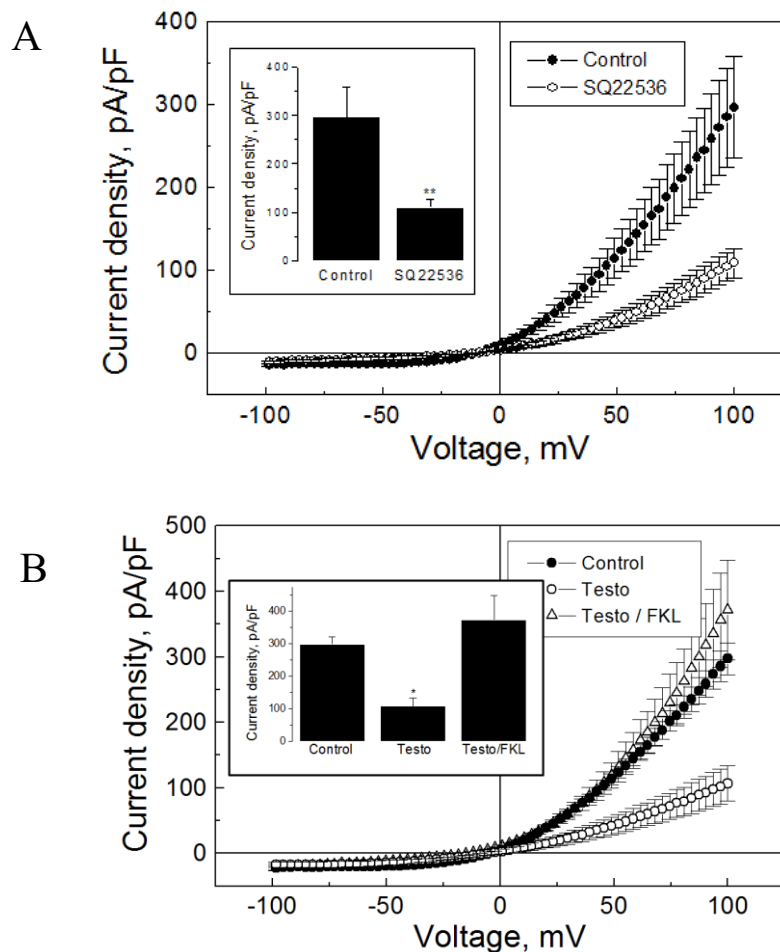 A
Current density, pA/pF
400
300
200
100
0
-100
-50
0
50
100
Voltage, mV
Control
SQ22536
Current density, pA/pF
400
300
200
100
0
**
Control
SQ22536
B
Current density, pA/pF
500
400
300
200
100
0
-100
-50
0
50
100
Voltage, mV
Control
Testo
Testo / FKL
Current density, pA/pF
400
300
200
100
0
*
Control
Testo
Testo/FKL